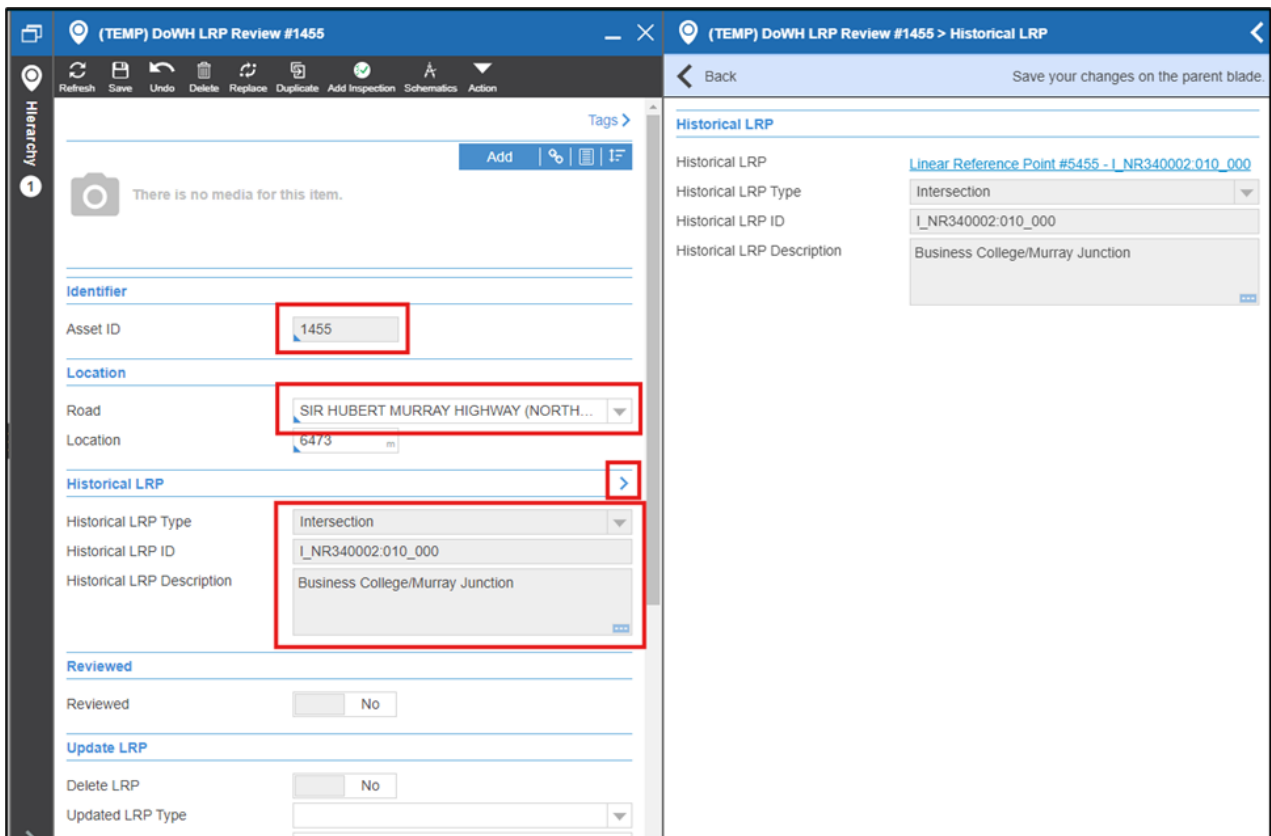 (TEMP) DoWH LRP Review #1455
Refresh Save Undo Delete Replace Duplicate Add Inspection Schematics Action
Hierarchy
1
Tags
Add
There is no media for this item.
Identifier
Asset ID 1455
Location
Road SIR HUBERT MURRAY HIGHWAY (NORTH...
Location 6473 m
Historical LRP
Historical LRP Type Intersection
Historical LRP ID I_NR340002:010_000
Historical LRP Description Business College/Murray Junction
Reviewed
Reviewed No
Update LRP
Delete LRP No
Updated LRP Type
(TEMP) DoWH LRP Review #1455 > Historical LRP
Back Save your changes on the parent blade.
Historical LRP
Historical LRP Linear Reference Point #5455 - I_NR340002:010_000
Historical LRP Type Intersection
Historical LRP ID I_NR340002:010_000
Historical LRP Description Business College/Murray Junction